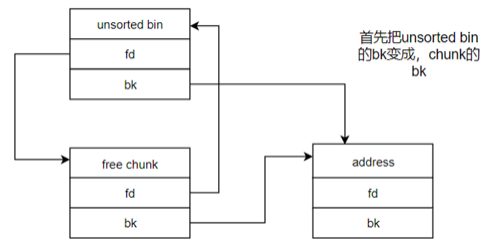 unsorted bin
fd
bk
首先把unsorted bin
的bk变成，chunk的
bk
free chunk
fd
bk
address
fd
bk